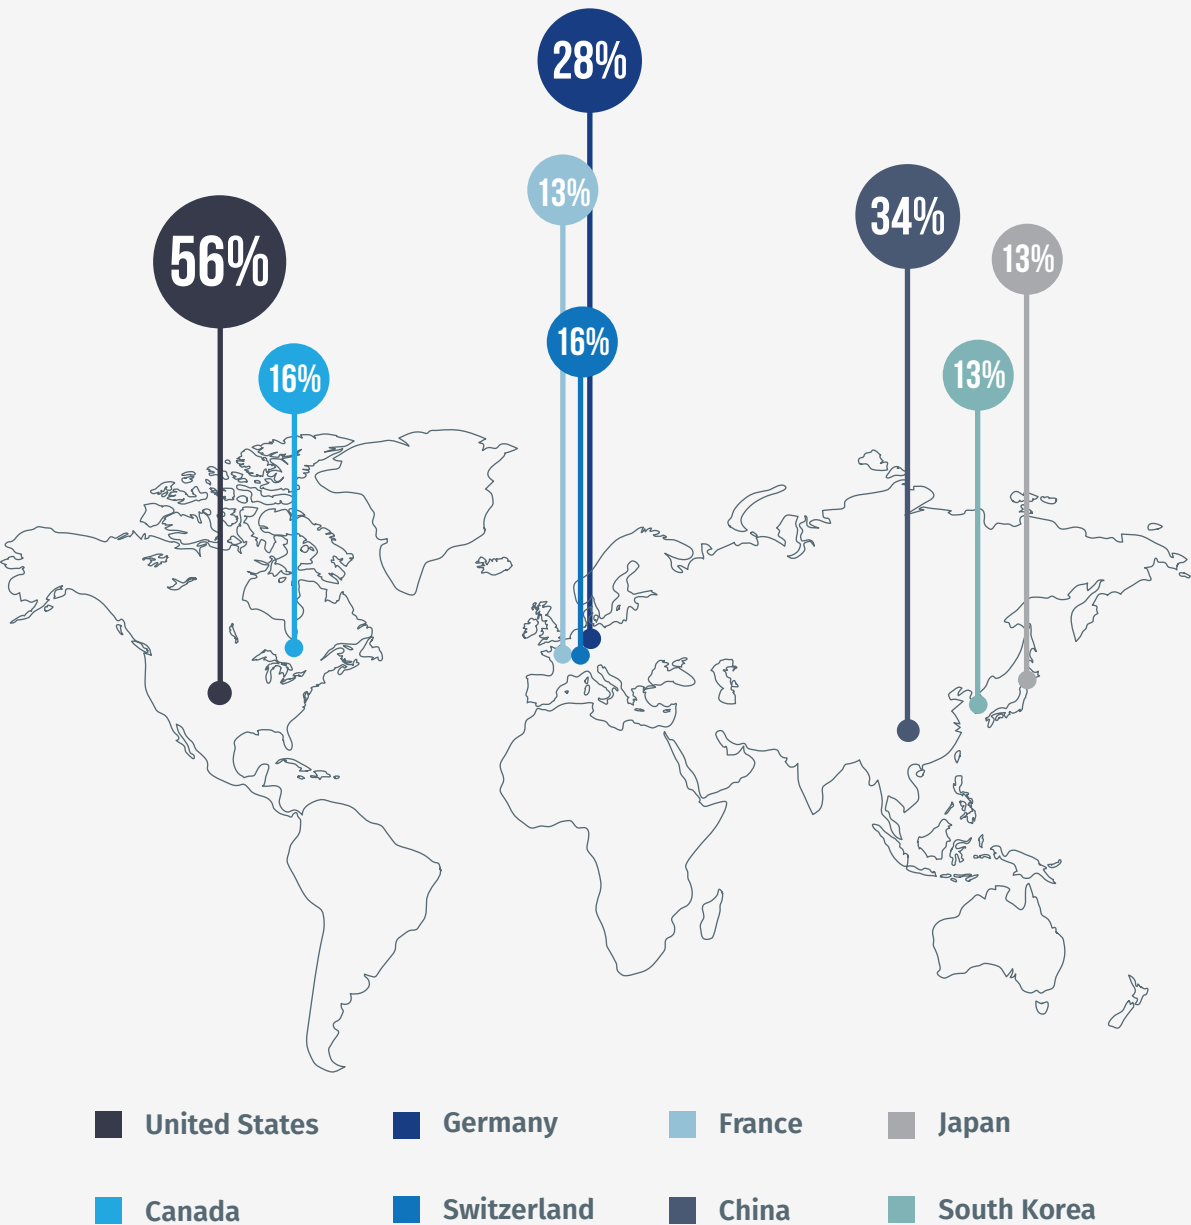 28%
13%
34%
56%
13%
16%
13%
16%
United States
Germany
France
Japan
Canada
Switzerland
China
South Korea